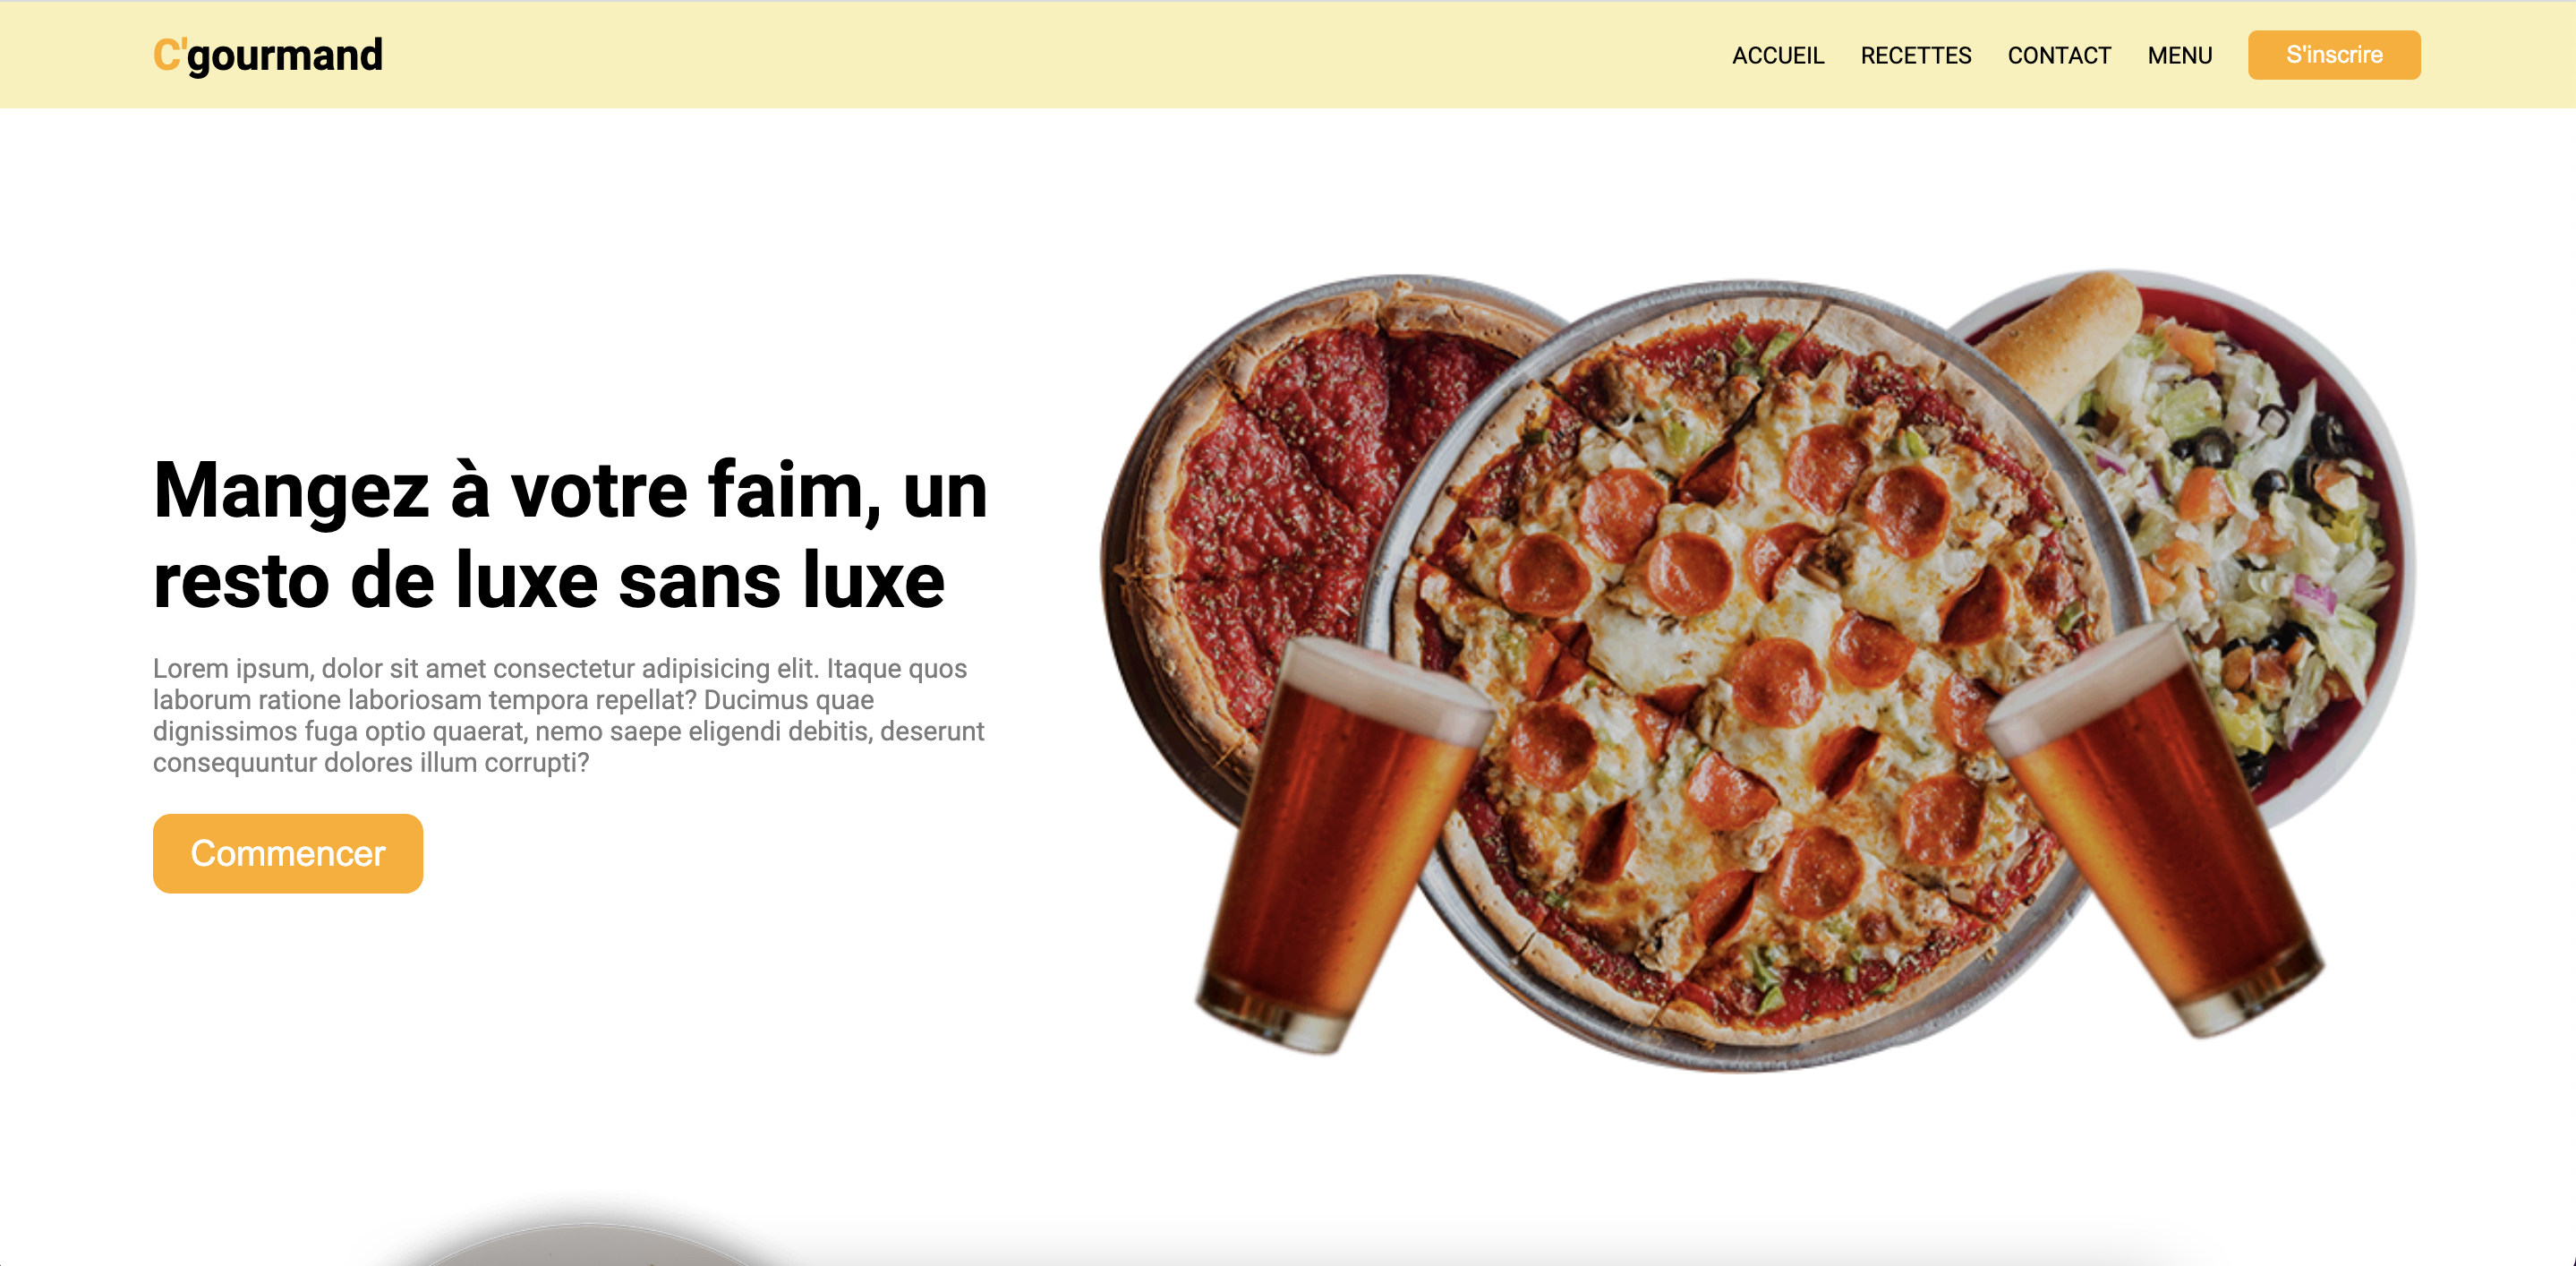 C'gourmand
ACCUEIL RECETTES CONTACT MENU S'inscrire
Mangez à votre faim, un
resto de luxe sans luxe
Lorem ipsum, dolor sit amet consectetur adipisicing elit. Itaque quos
laborum ratione laboriosam tempora repellat? Ducimus quae
dignissimos fuga optio quaerat, nemo saepe eligendi debitis, deserunt
consequuntur dolores illum corrupti?
Commencer